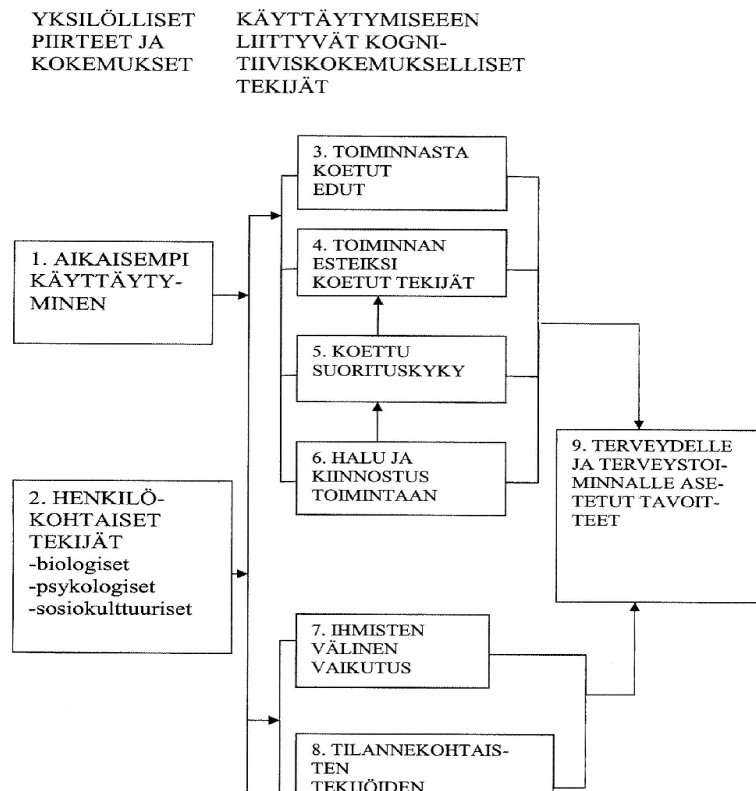 YKSILÖLLISET
PIIRTEET JA
KOKEMUKSET
KÄYTTÄYTYMISEEEN
LIITTYVÄT KOGNI-
TIIVISKOKEMUKSELLISET
TEKIJÄT
1. AIKAISEMPI
KÄYTTÄYTY-
MINEN
2. HENKILÖ-
KOHTAISET
TEKIJÄT
-biologiset
-psykologiset
-sosiokulttuuriset
3. TOIMINNASTA
KOETUT
EDUT
4. TOIMINNAN
ESTEIKSI
KOETUT TEKIJÄT
5. KOETTU
SUORITUSKYKY
6. HALU JA
KIINNOSTUS
TOIMINTAAN
7. IHMISTEN
VÄLINEN
VAIKUTUS
8. TILANNEKOHTAIS-
TEN
TEKIJÖIDEN
9. TERVEYDELLE
JA TERVEYSTOI-
MINNALLE ASE-
TETUT TAVOIT-
TEET